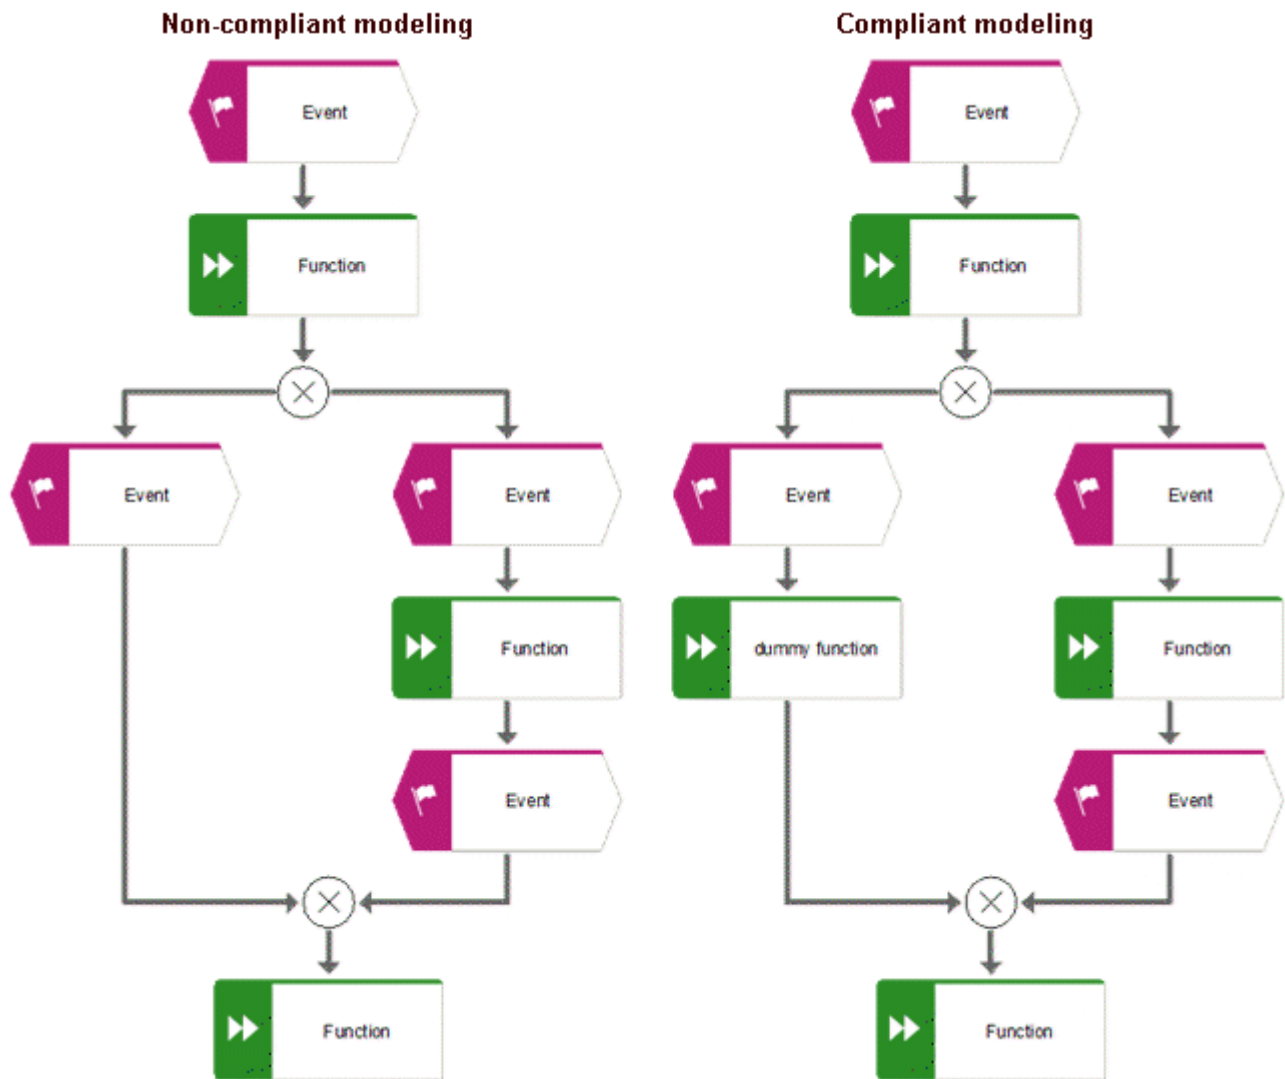 Non-compliant modeling
Compliant modeling
Event
Event
Function
Function
Event
Event
Event
Event
Function
dummy function
Function
Event
Event
Function
Function